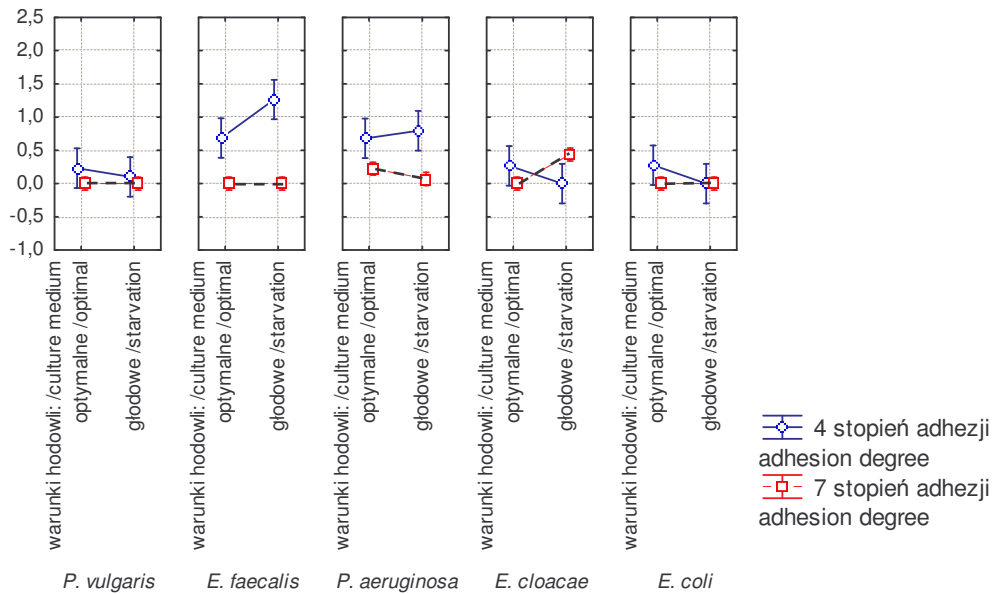 2,5
2,0
1,5
1,0
0,5
0,0
-0,5
-1,0
warunki hodowli: /culture medium
optymalne /optimal
głodowe /starvation
warunki hodowli: /culture medium
optymalne /optimal
głodowe /starvation
warunki hodowli: /culture medium
optymalne /optimal
głodowe /starvation
warunki hodowli: /culture medium
optymalne /optimal
głodowe /starvation
warunki hodowli: /culture medium
optymalne /optimal
głodowe /starvation
P. vulgaris
E. faecalis
P. aeruginosa
E. cloacae
E. coli
4 stopień adhezji
adhesion degree
7 stopień adhezji
adhesion degree